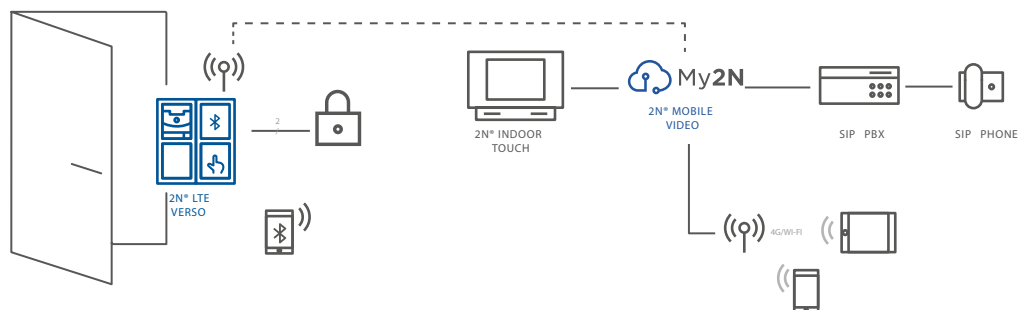 My2N
2N® MOBILE
VIDEO
2
2N® INDOOR
TOUCH
SIP PBX
SIP PHONE
2N® LTE
VERSO
4G/WI-FI